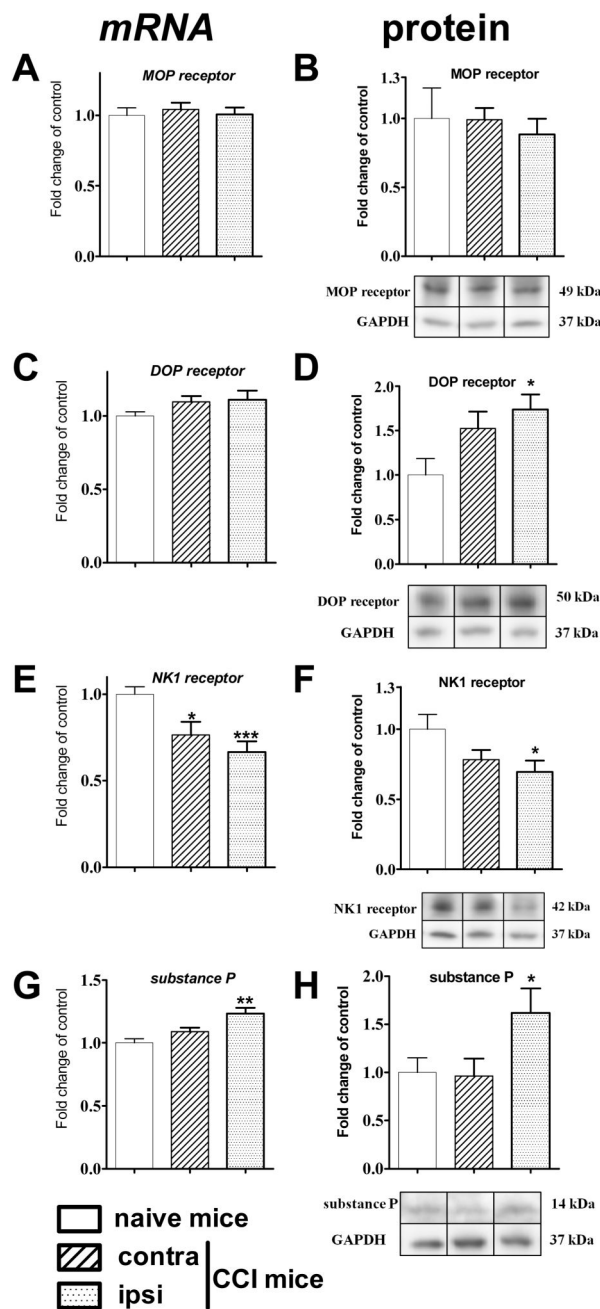 mRNA protein
A MOP receptor
Fold change of control
1.0
0.5
0.0
B MOP receptor
Fold change of control
1.3
1.0
0.5
0.0
MOP receptor 49 kDa
GAPDH 37 kDa
C DOP receptor
Fold change of control
1.0
0.5
0.0
D DOP receptor *
Fold change of control
2.0
1.5
1.0
0.5
0.0
DOP receptor 50 kDa
GAPDH 37 kDa
E NK1 receptor
Fold change of control
1.0
0.5
0.0
* ***
F NK1 receptor
Fold change of control
1.3
1.0
0.5
0.0
*
NK1 receptor 42 kDa
GAPDH 37 kDa
G substance P
Fold change of control
1.5
1.0
0.5
0.0
**
H substance P *
Fold change of control
2.0
1.5
1.0
0.5
0.0
substance P 14 kDa
GAPDH 37 kDa
naive mice
contra
ipsi
CCI mice